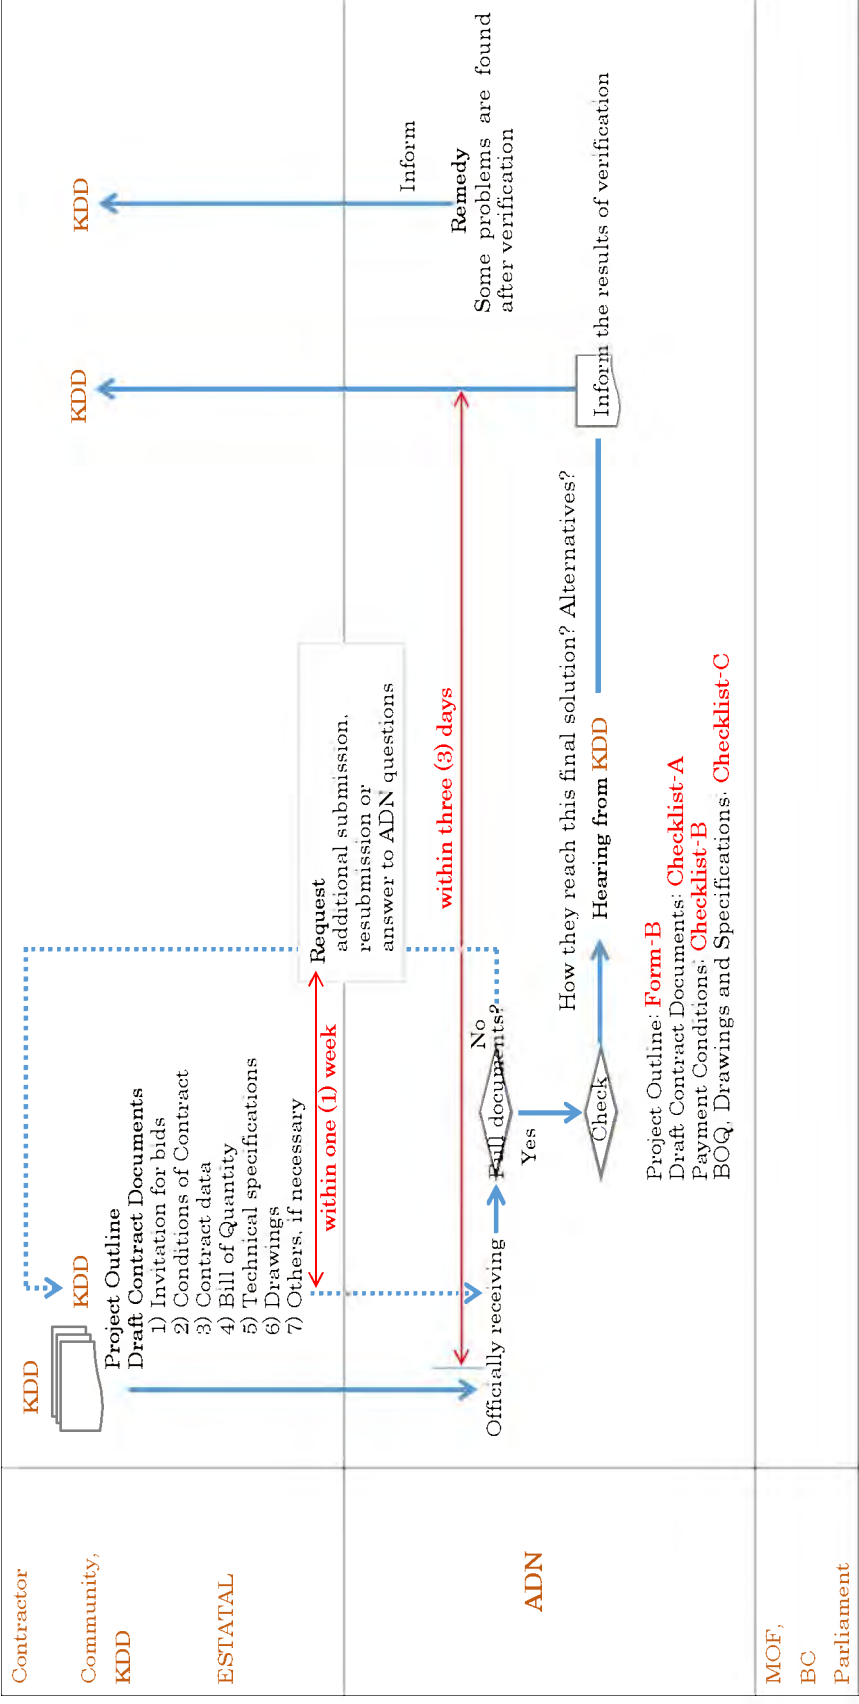 Contractor
Community,
KDD
ESTATAL
ADN
MOF,
BC
Parliament
KDD
KDD
Project Outline
Draft Contract Documents
1) Invitation for bids
2) Conditions of Contract
3) Contract data
4) Bill of Quantity
5) Technical specifications
6) Drawings
7) Others, if necessary
within one (1) week
Request
additional submission,
resubmission or
answer to ADN questions
within three (3) days
Officially receiving
Full documents?
No
Yes
Check
How they reach this final solution? Alternatives?
Hearing from KDD
Project Outline: Form-B
Draft Contract Documents: Checklist-A
Payment Conditions: Checklist-B
BOQ, Drawings and Specifications: Checklist-C
KDD
Inform the results of verification
KDD
Inform
Remedy
Some problems are found
after verification